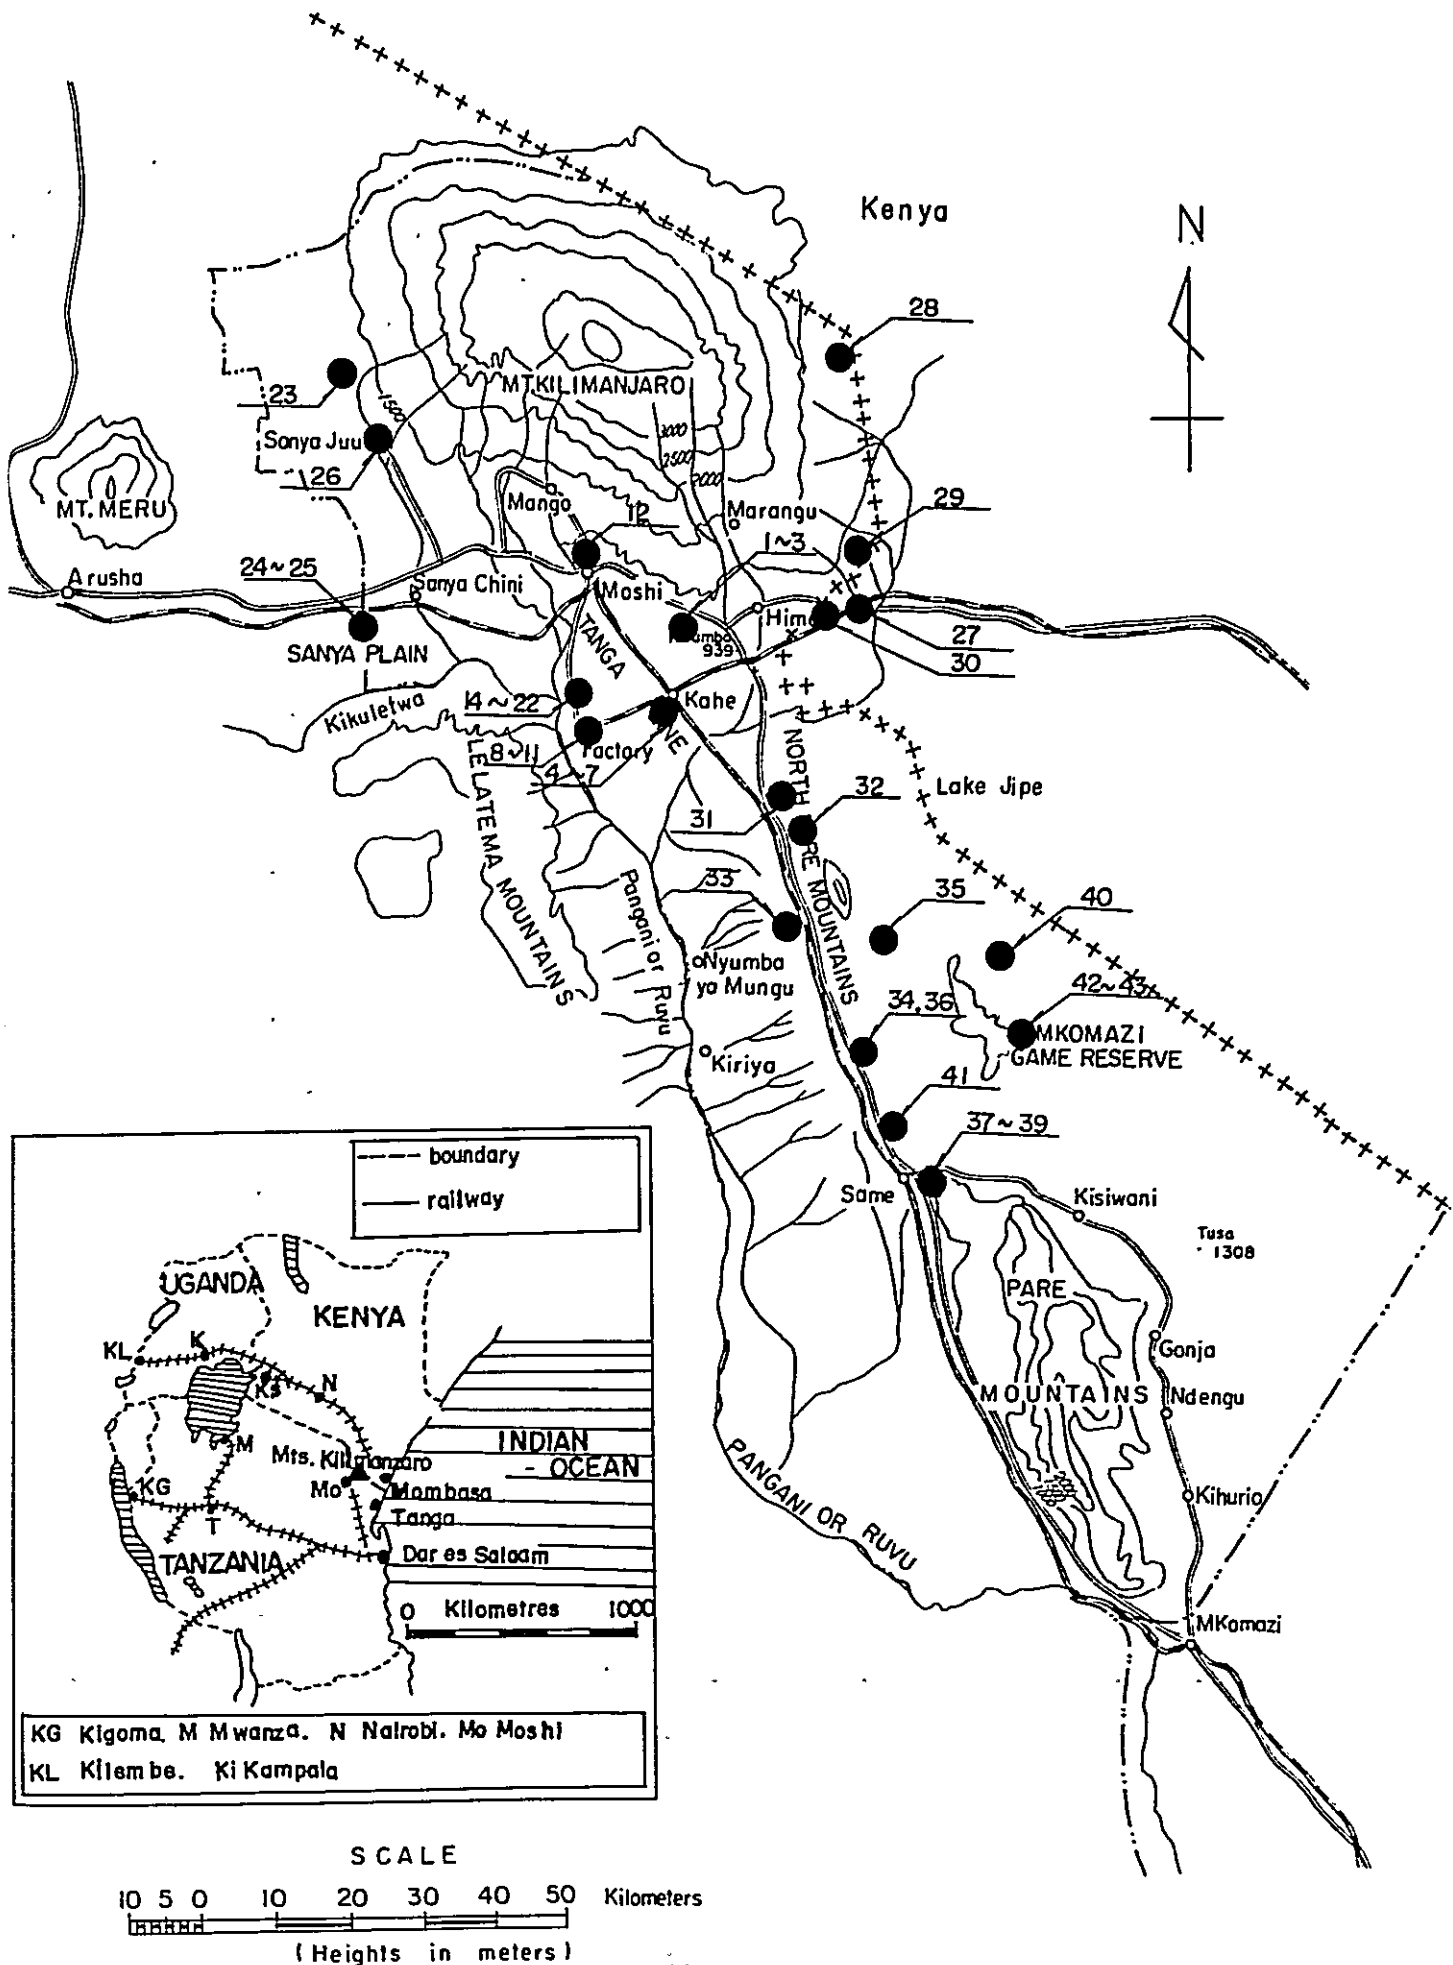 Kenya
N
28
23
MT.KILIMANJARO
1500
3000
2500
2000
Sonya Juu
26
MT. MERU
Mango
12
Marangu
29
1~3
Arusha
24~25
Sanya Chini
Moshi
Him
27
939
SANYA PLAIN
TANGA
30
Kikuletwa
14~22
Kahe
8~11
Factory
NE
4~7
NORTH
RE MOUNTAINS
Lake Jipe
32
31
LELATEMA MOUNTAINS
33
35
40
Pangani or Ruvu
Nyumba
ya Mungu
34,36
42~43
MKOMAZI
GAME RESERVE
Kiriya
41
37~39
Same
Kisiwani
Tusa
1308
PARE
MOUNTAINS
Gonja
Ndengu
PANGANI OR RUVU
Kihurio
MKomazi
boundary
railway
UGANDA
KENYA
KL
K
Ks
N
M
INDIAN
OCEAN
Mts. Kilimanzaro
Mo
Mombasa
KG
T
Tanga
TANZANIA
Dar es Salaam
0 Kilometres 1000
KG Kigoma. M Mwanza. N Nairobi. Mo Moshi
KL Kilembe. Ki Kampala
SCALE
10 5 0 10 20 30 40 50 Kilometers
(Heights in meters)